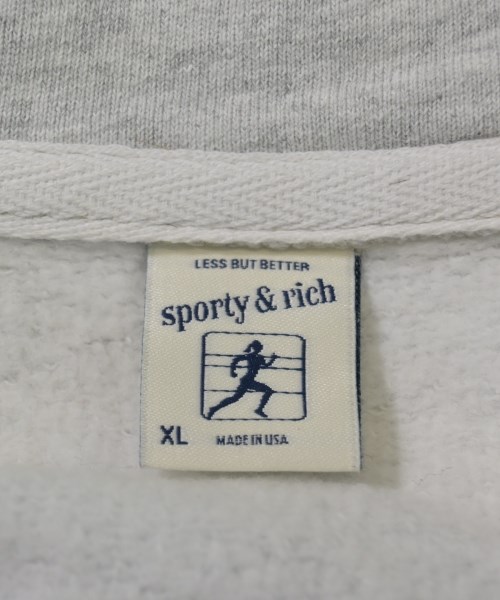 LESS BUT BETTER
sporty & rich
XL MADE IN USA